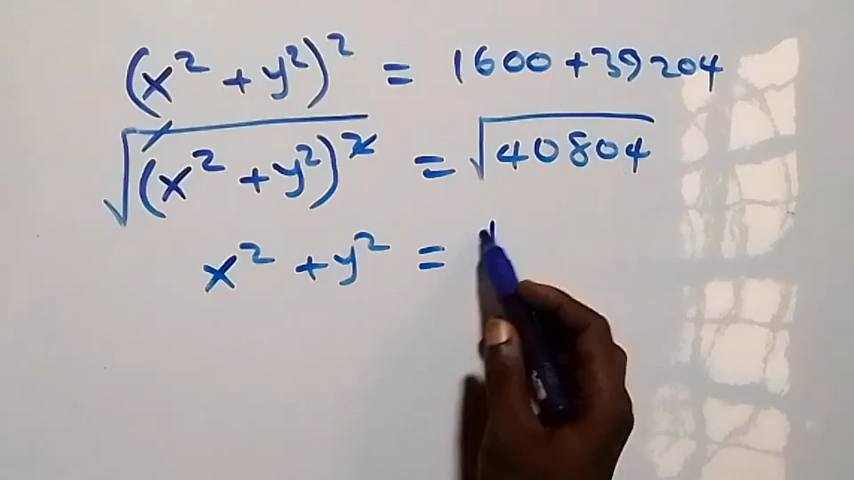 (x² + y²)² = 1600 + 39204
√(x² + y²)² = √40804
x² + y² =